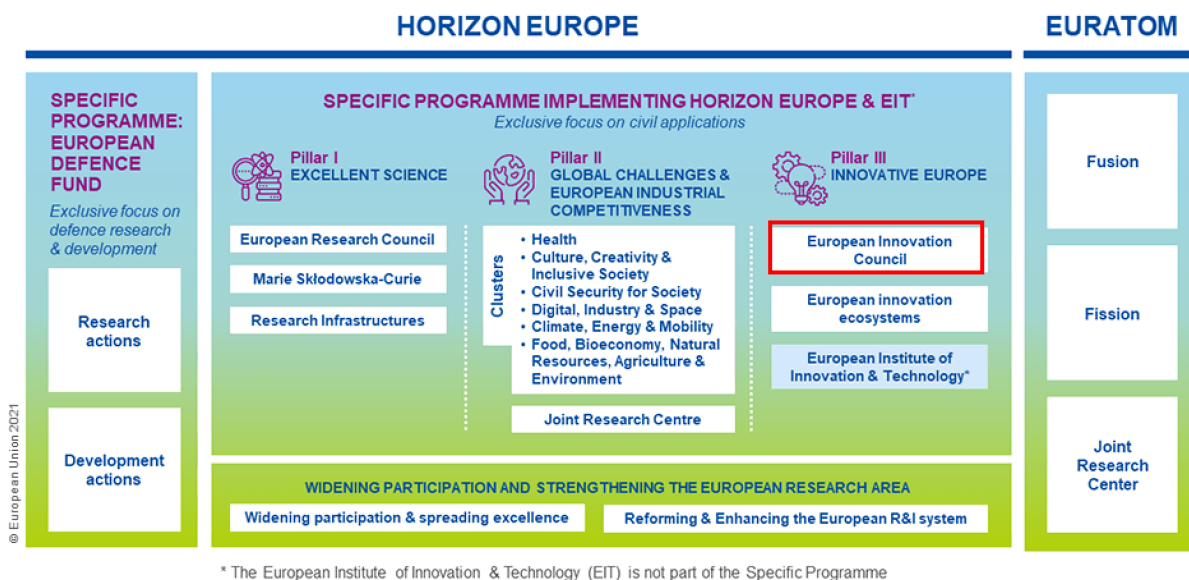 HORIZON EUROPE
EURATOM
SPECIFIC
PROGRAMME:
EUROPEAN
DEFENCE
FUND
Exclusive focus on
defence research
& development
Research
actions
Development
actions
SPECIFIC PROGRAMME IMPLEMENTING HORIZON EUROPE & EIT*
Exclusive focus on civil applications
Pillar I
EXCELLENT SCIENCE
European Research Council
Marie Skłodowska-Curie
Research Infrastructures
Pillar II
GLOBAL CHALLENGES &
EUROPEAN INDUSTRIAL
COMPETITIVENESS
Clusters
• Health
• Culture, Creativity &
Inclusive Society
• Civil Security for Society
• Digital, Industry & Space
• Climate, Energy & Mobility
• Food, Bioeconomy, Natural
Resources, Agriculture &
Environment
Joint Research Centre
Pillar III
INNOVATIVE EUROPE
European Innovation
Council
European innovation
ecosystems
European Institute of
Innovation & Technology*
WIDENING PARTICIPATION AND STRENGTHENING THE EUROPEAN RESEARCH AREA
Widening participation & spreading excellence
Reforming & Enhancing the European R&I system
Fusion
Fission
Joint
Research
Center
© European Union 2021
* The European Institute of Innovation & Technology (EIT) is not part of the Specific Programme